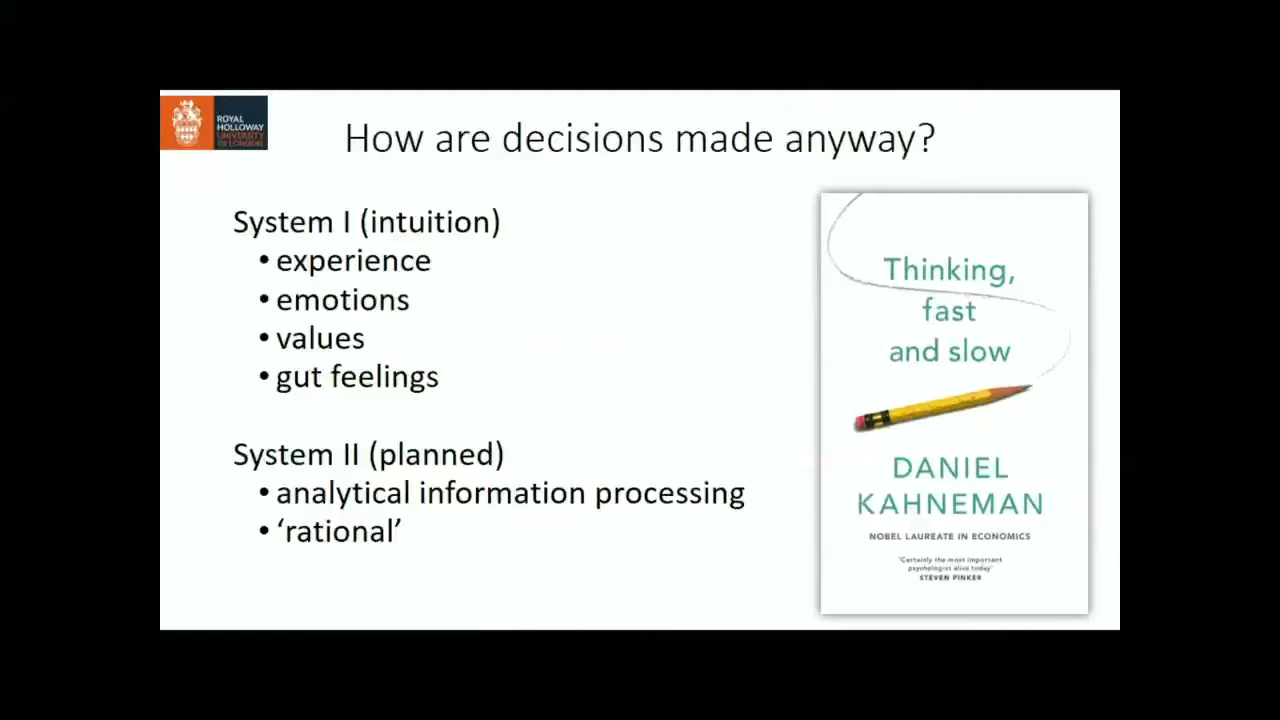 ROYAL
HOLLOWAY
UNIVERSITY
OF LONDON
How are decisions made anyway?
System I (intuition)
• experience
• emotions
• values
• gut feelings
System II (planned)
• analytical information processing
• ‘rational’
Thinking,
fast
and slow
DANIEL
KAHNEMAN
NOBEL LAUREATE IN ECONOMICS
'Certainly the most important
psychologist alive today'
STEVEN PINKER